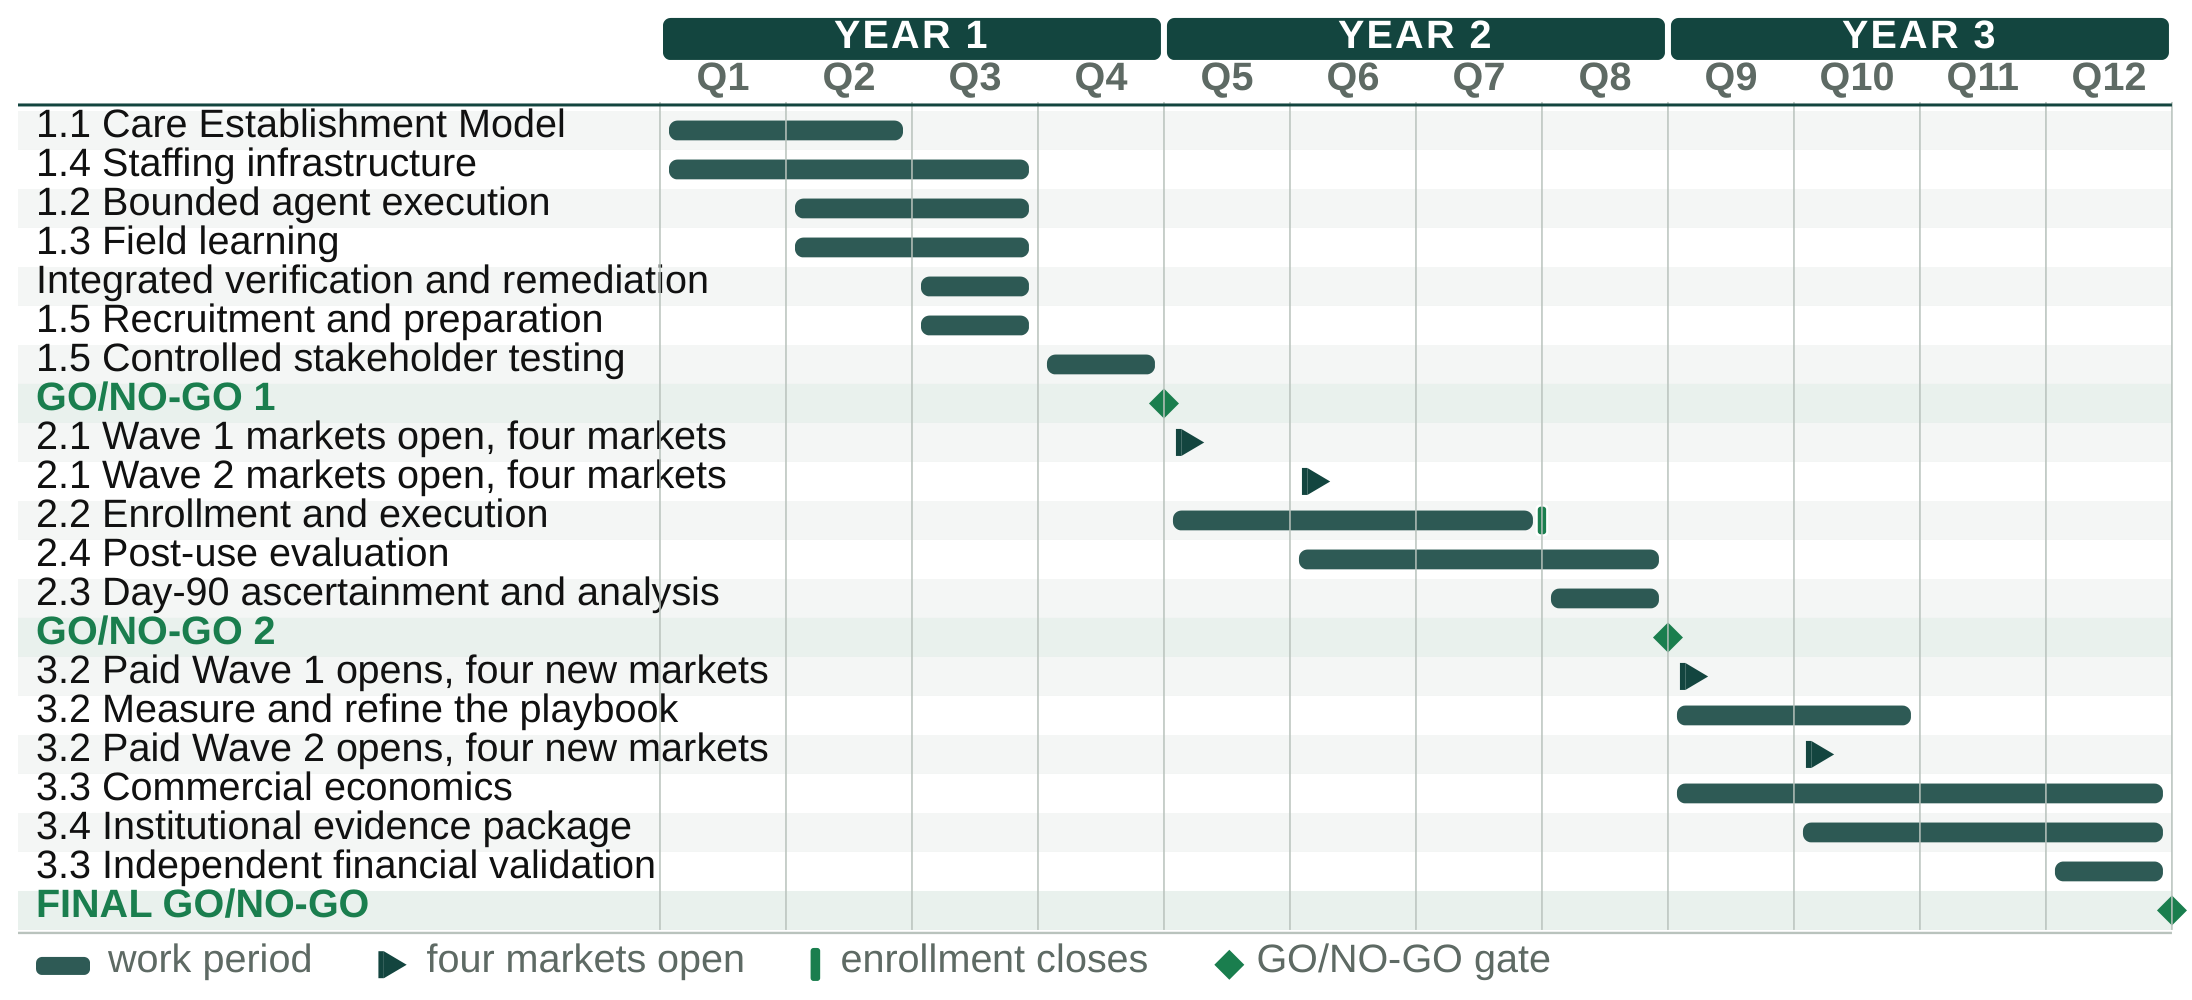 YEAR 1 YEAR 2 YEAR 3
Q1 Q2 Q3 Q4 Q5 Q6 Q7 Q8 Q9 Q10 Q11 Q12
1.1 Care Establishment Model
1.4 Staffing infrastructure
1.2 Bounded agent execution
1.3 Field learning
Integrated verification and remediation
1.5 Recruitment and preparation
1.5 Controlled stakeholder testing
GO/NO-GO 1
2.1 Wave 1 markets open, four markets
2.1 Wave 2 markets open, four markets
2.2 Enrollment and execution
2.4 Post-use evaluation
2.3 Day-90 ascertainment and analysis
GO/NO-GO 2
3.2 Paid Wave 1 opens, four new markets
3.2 Measure and refine the playbook
3.2 Paid Wave 2 opens, four new markets
3.3 Commercial economics
3.4 Institutional evidence package
3.3 Independent financial validation
FINAL GO/NO-GO
work period four markets open enrollment closes GO/NO-GO gate